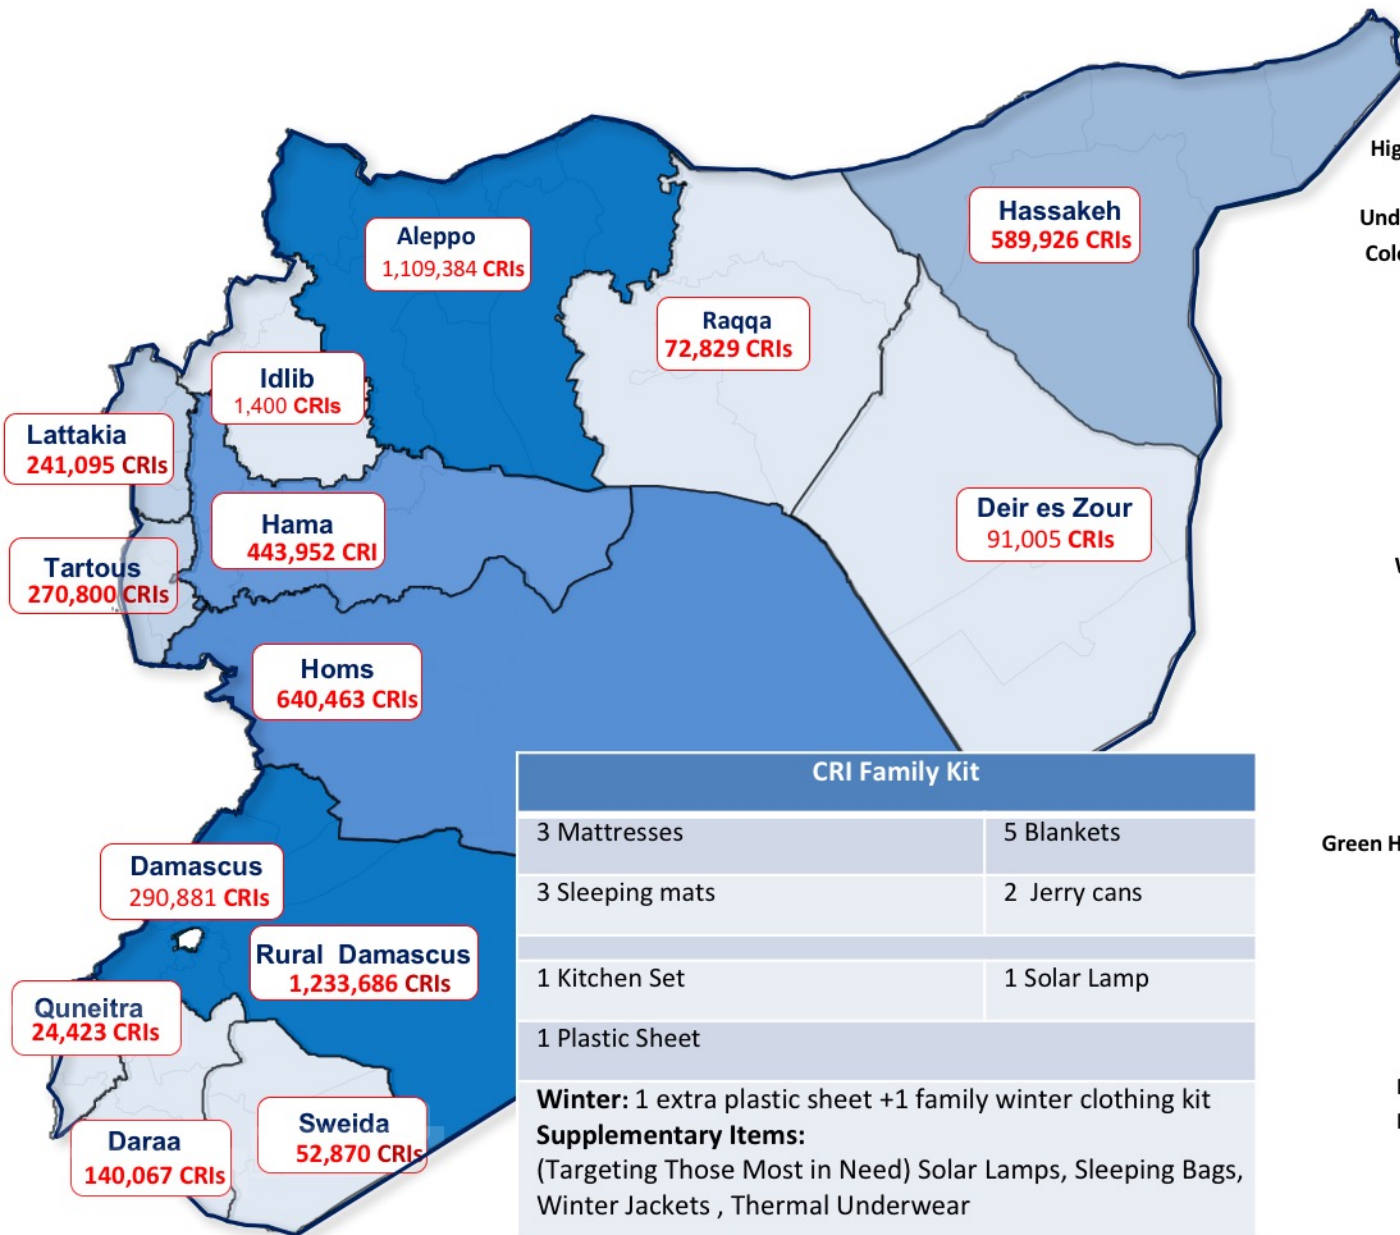 Hig
Aleppo
1,109,384 CRIs
Hassakeh
589,926 CRIs
Und
Cold
Raqqa
72,829 CRIs
Idlib
1,400 CRIs
Lattakia
241,095 CRIs
Hama
443,952 CRI
Deir es Zour
91,005 CRIs
Tartous
270,800 CRIs
Homs
640,463 CRIs
CRI Family Kit
3 Mattresses
5 Blankets
3 Sleeping mats
2 Jerry cans
1 Kitchen Set
1 Solar Lamp
1 Plastic Sheet
Winter: 1 extra plastic sheet +1 family winter clothing kit
Supplementary Items:
(Targeting Those Most in Need) Solar Lamps, Sleeping Bags,
Winter Jackets , Thermal Underwear
Green H
Damascus
290,881 CRIs
Rural Damascus
1,233,686 CRIs
Quneitra
24,423 CRIs
Daraa
140,067 CRIs
Sweida
52,870 CRIs